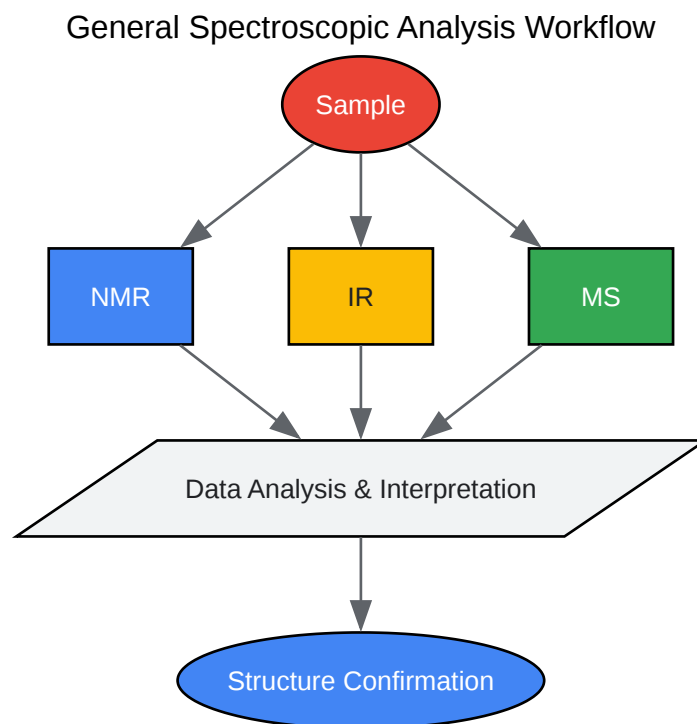 General Spectroscopic Analysis Workflow
Sample
NMR
IR
MS
Data Analysis & Interpretation
Structure Confirmation